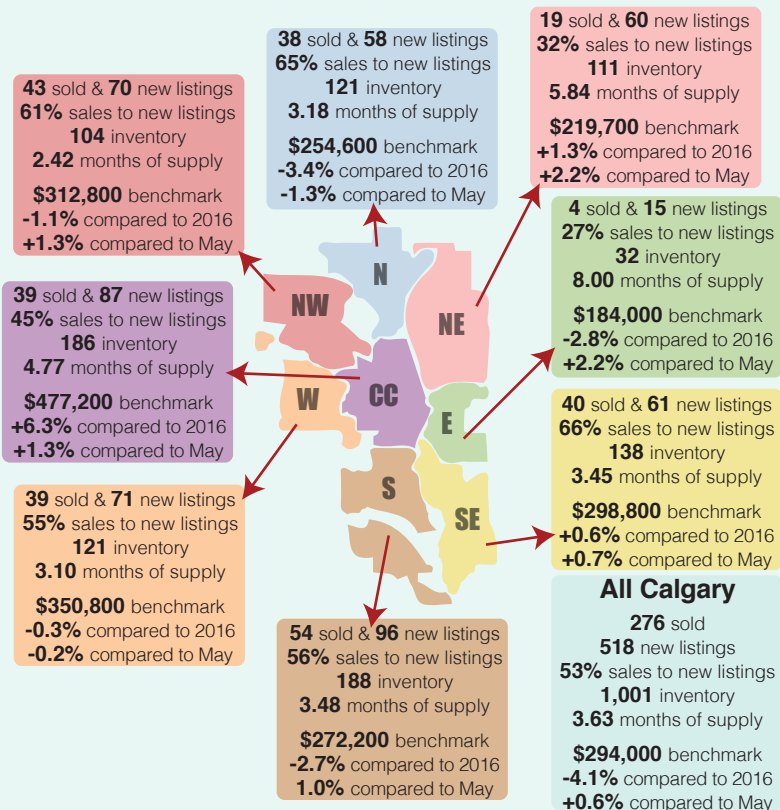 43 sold & 70 new listings
61% sales to new listings
104 inventory
2.42 months of supply
$312,800 benchmark
-1.1% compared to 2016
+1.3% compared to May
38 sold & 58 new listings
65% sales to new listings
121 inventory
3.18 months of supply
$254,600 benchmark
-3.4% compared to 2016
-1.3% compared to May
19 sold & 60 new listings
32% sales to new listings
111 inventory
5.84 months of supply
$219,700 benchmark
+1.3% compared to 2016
+2.2% compared to May
4 sold & 15 new listings
27% sales to new listings
32 inventory
8.00 months of supply
$184,000 benchmark
-2.8% compared to 2016
+2.2% compared to May
39 sold & 87 new listings
45% sales to new listings
186 inventory
4.77 months of supply
$477,200 benchmark
+6.3% compared to 2016
+1.3% compared to May
N
NW
NE
W
CC
E
S
SE
40 sold & 61 new listings
66% sales to new listings
138 inventory
3.45 months of supply
$298,800 benchmark
+0.6% compared to 2016
+0.7% compared to May
39 sold & 71 new listings
55% sales to new listings
121 inventory
3.10 months of supply
$350,800 benchmark
-0.3% compared to 2016
-0.2% compared to May
54 sold & 96 new listings
56% sales to new listings
188 inventory
3.48 months of supply
$272,200 benchmark
-2.7% compared to 2016
1.0% compared to May
All Calgary
276 sold
518 new listings
53% sales to new listings
1,001 inventory
3.63 months of supply
$294,000 benchmark
-4.1% compared to 2016
+0.6% compared to May